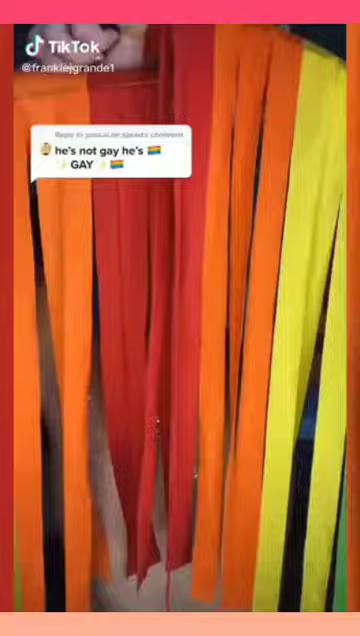 TikTok
@frankiejgrande1
he's not gay he's 🏳️‍🌈
✨ GAY ✨ 🏳️‍🌈